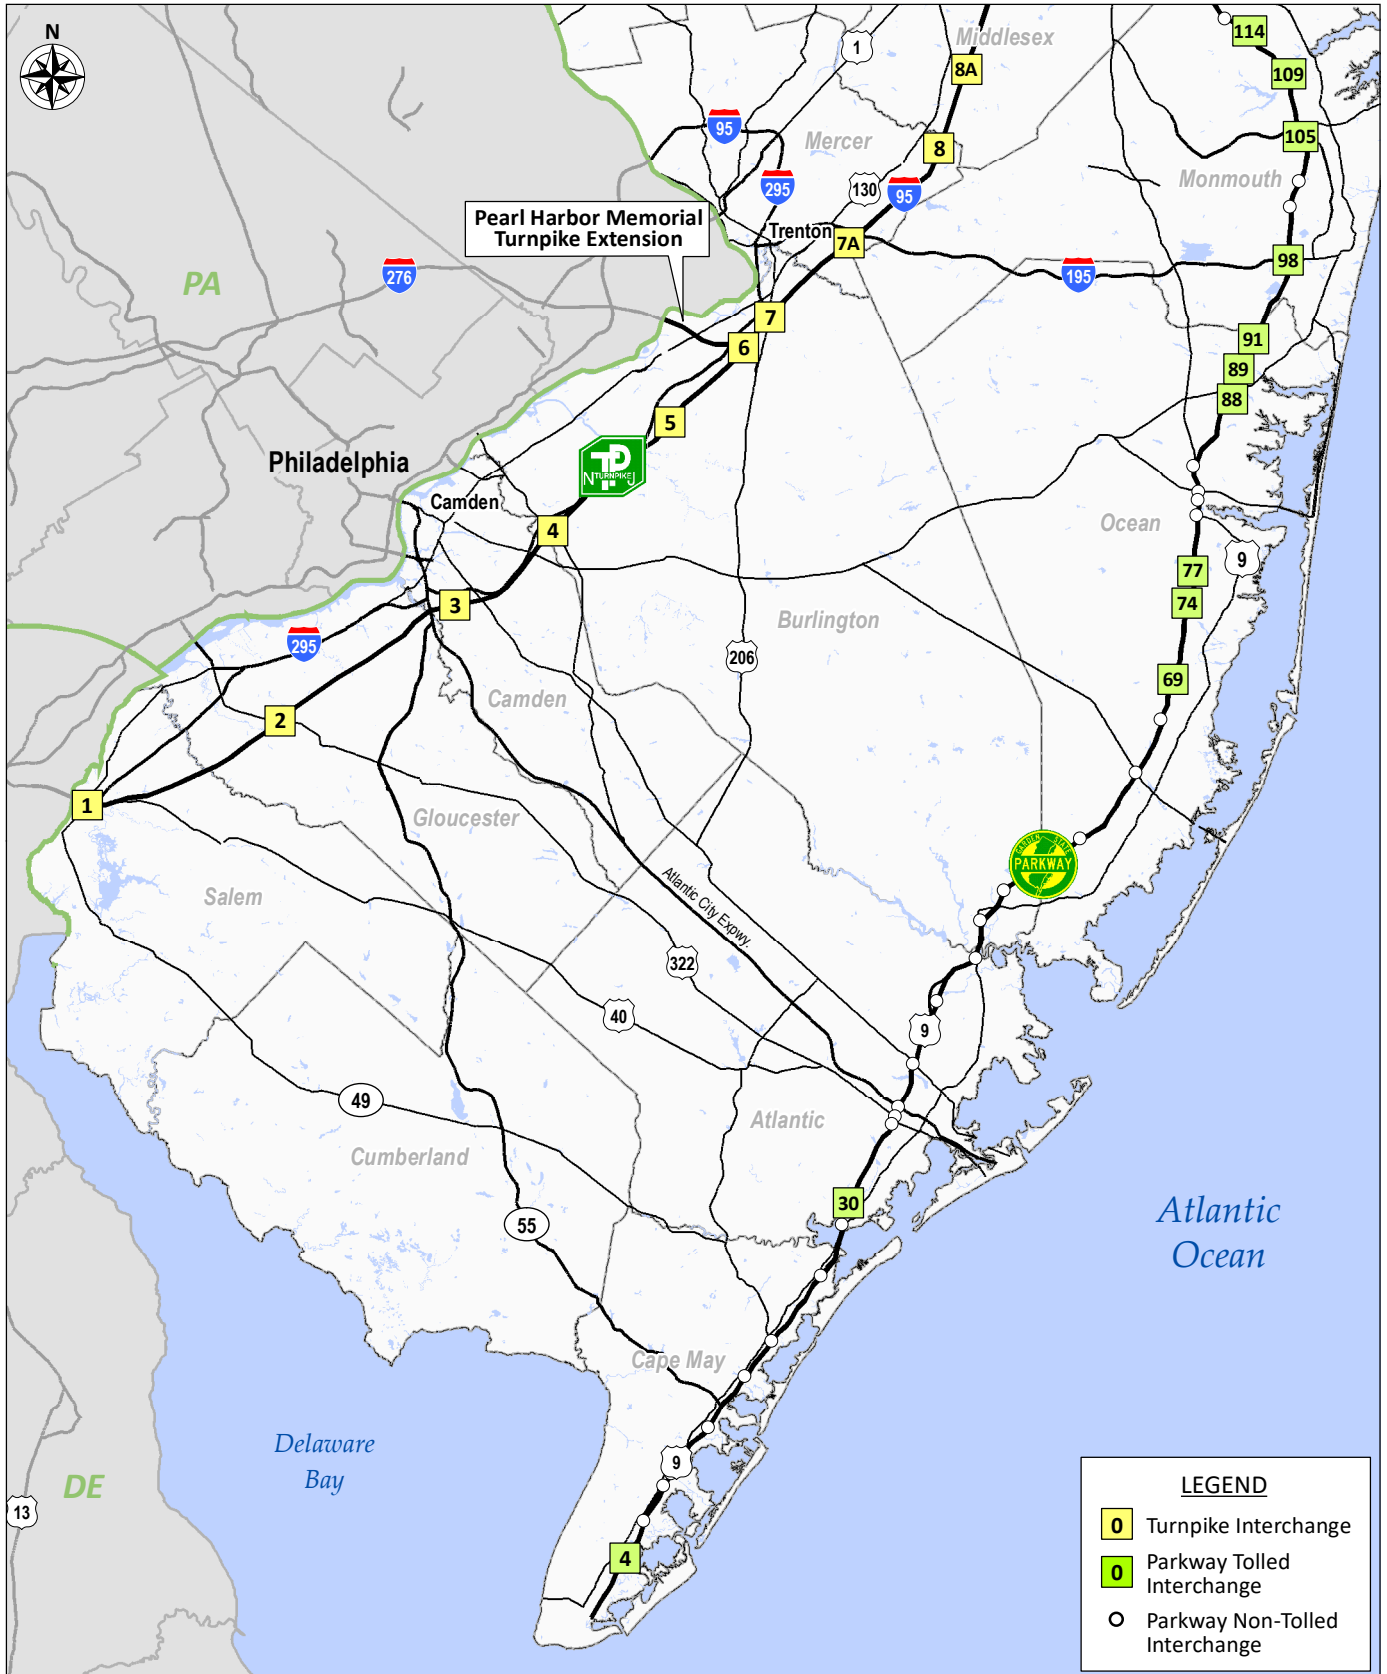 N
Middlesex
114
1
8A
109
95
105
Mercer
8
Monmouth
295
130
95
Pearl Harbor Memorial
Turnpike Extension
Trenton
7A
98
PA
276
195
7
91
6
89
88
5
Philadelphia
TP
N TURNPIKE J
Camden
4
Ocean
9
77
3
74
Burlington
295
206
69
Camden
2
1
Gloucester
GARDEN STATE
PARKWAY
Salem
Atlantic City Expwy.
322
40
9
49
Atlantic
Cumberland
30
55
Atlantic
Ocean
Cape May
Delaware
Bay
9
DE
13
4
LEGEND
0 Turnpike Interchange
0 Parkway Tolled
Interchange
Parkway Non-Tolled
Interchange